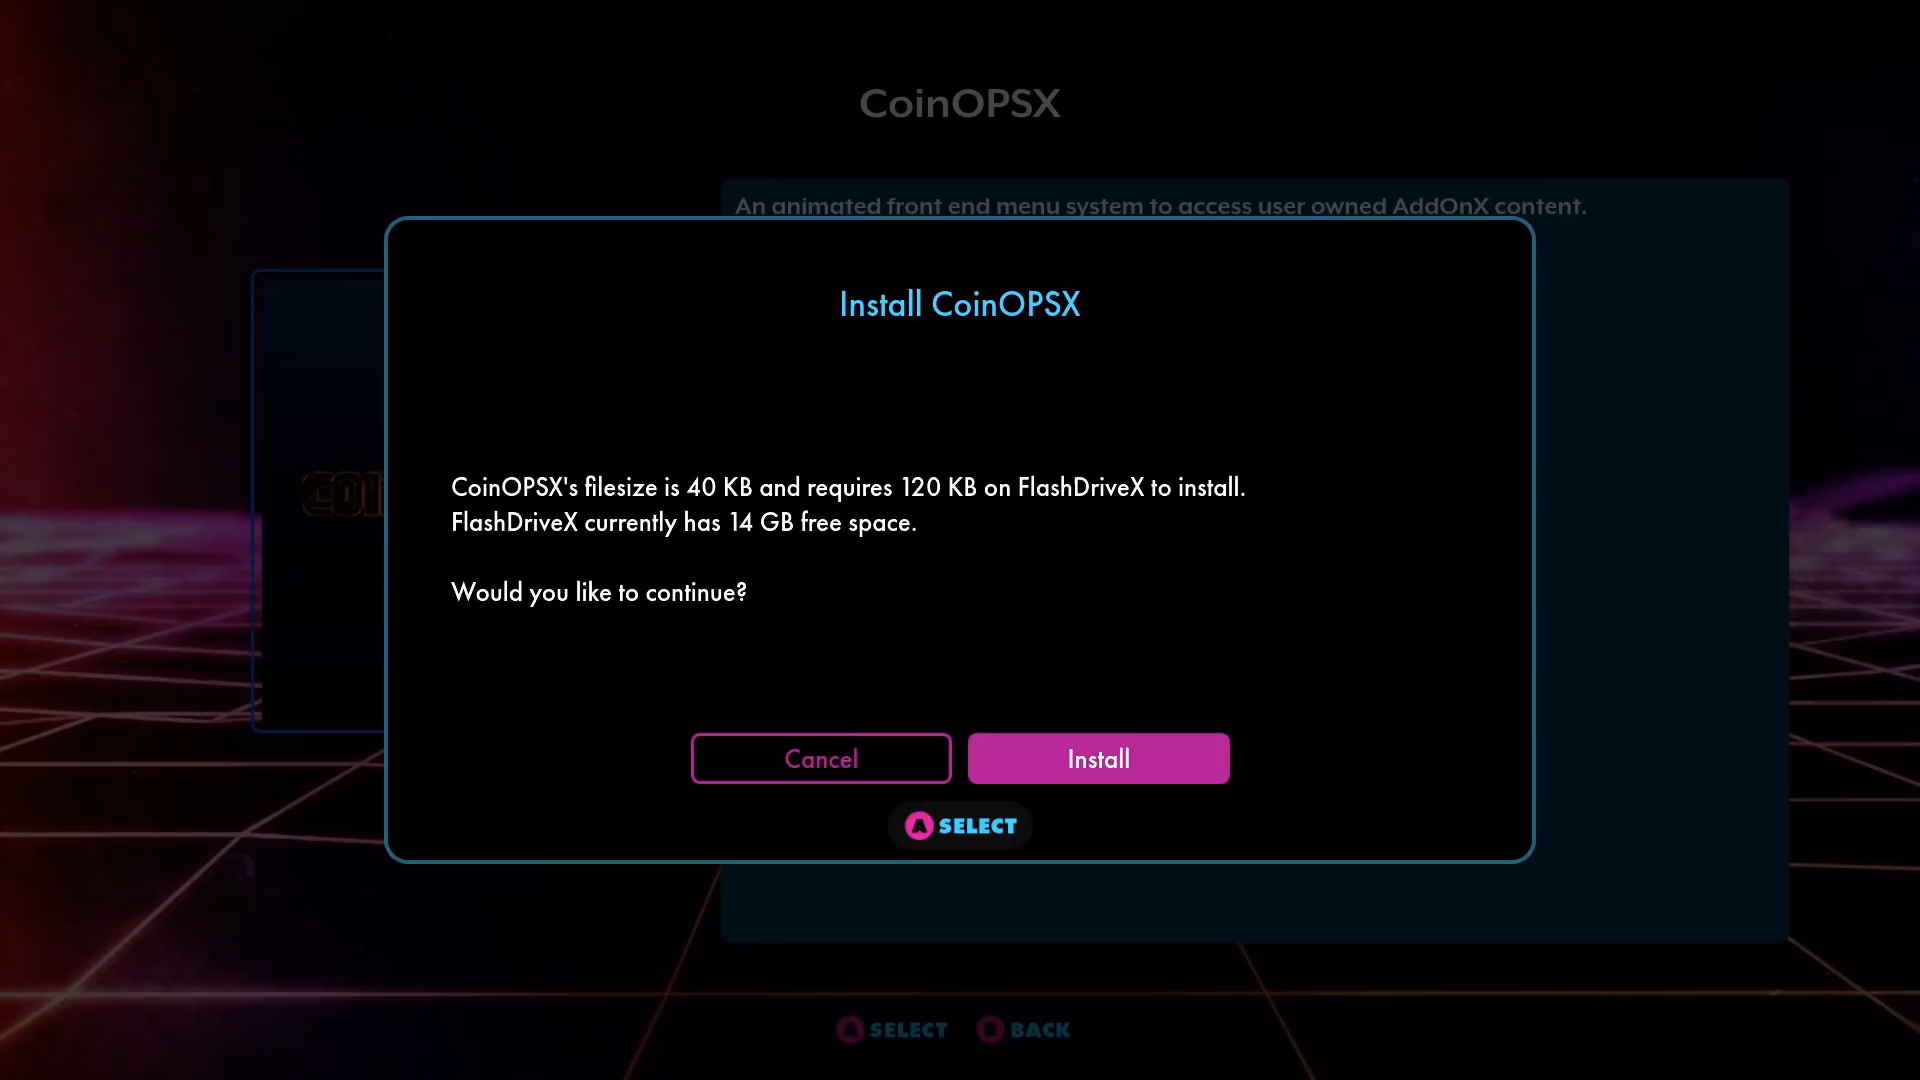 CoinOPSX
An animated front end menu system to access user owned AddOnX content.
Install CoinOPSX
CoinOPSX's filesize is 40 KB and requires 120 KB on FlashDriveX to install.
FlashDriveX currently has 14 GB free space.
Would you like to continue?
Cancel
Install
A SELECT
A SELECT
BACK